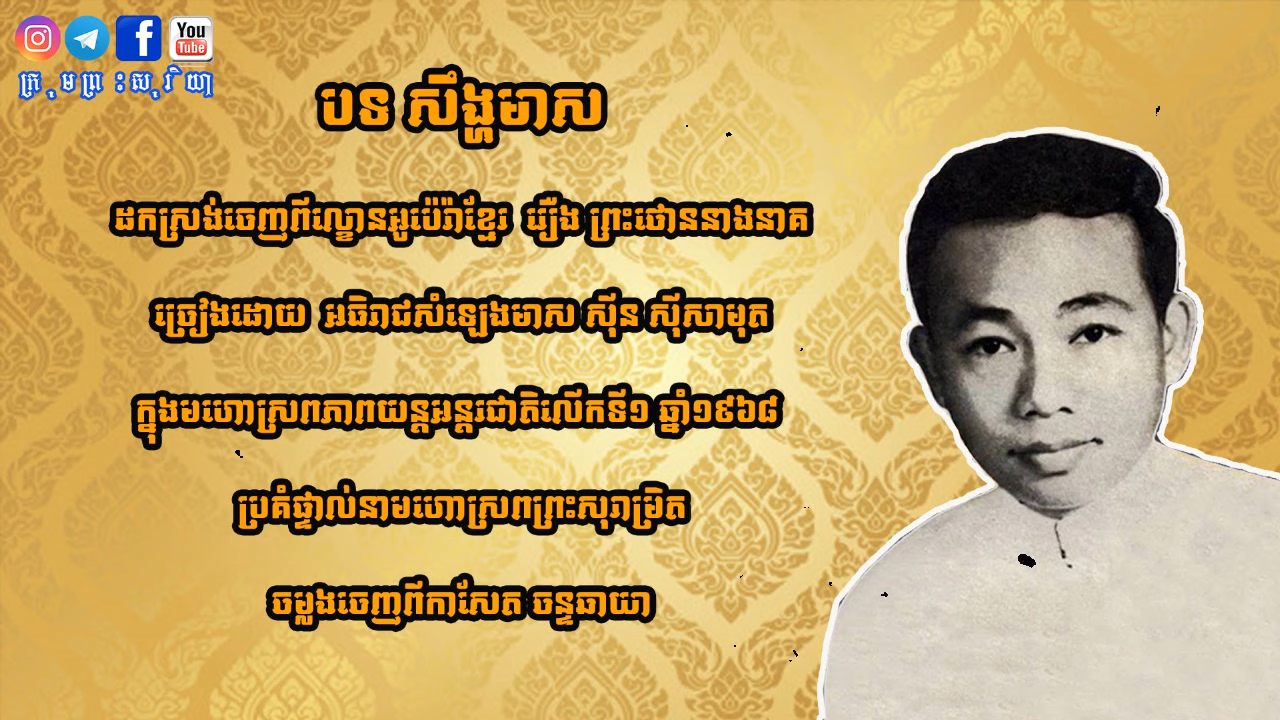 You
Tube
ក្រុមព្រះសុរិយា
បទ សឹង្ហមាស
ដកស្រង់ចេញពីល្ខោនអូប៉េរ៉ាខ្មែរ រឿង ព្រះថោននាងនាគ
ច្រៀងដោយ អធិរាជសំឡេងមាស ស៊ីន ស៊ីសាមុត
ក្នុងមហោស្រពភាពយន្តអន្តរជាតិលើកទី១ ឆ្នាំ១៩៦៨
ប្រគំផ្ទាល់នាមហោស្រពព្រះសុរាម្រិត
ចម្លងចេញពីកាសែត ចន្ទឆាយា